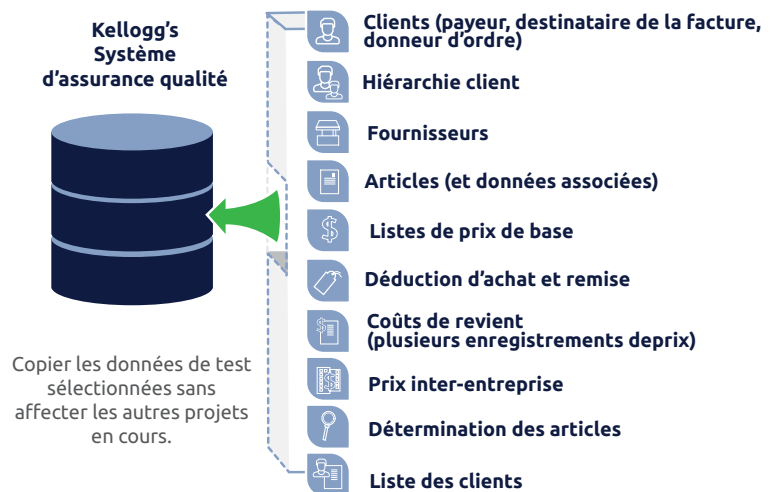 Kellogg’s
Système
d’assurance qualité
Copier les données de test
sélectionnées sans
affecter les autres projets
en cours.
Clients (payeur, destinataire de la facture,
donneur d’ordre)
Hiérarchie client
Fournisseurs
Articles (et données associées)
Listes de prix de base
Déduction d’achat et remise
Coûts de revient
(plusieurs enregistrements deprix)
Prix inter-entreprise
Détermination des articles
Liste des clients